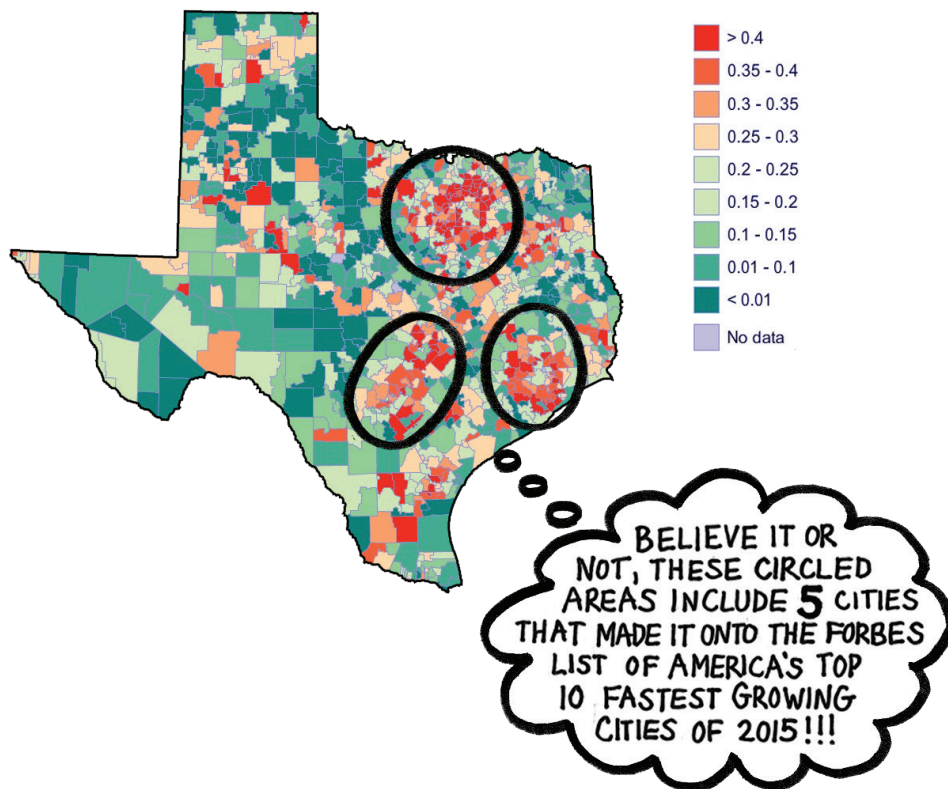 > 0.4
0.35 - 0.4
0.3 - 0.35
0.25 - 0.3
0.2 - 0.25
0.15 - 0.2
0.1 - 0.15
0.01 - 0.1
< 0.01
No data
BELIEVE IT OR
NOT, THESE CIRCLED
AREAS INCLUDE 5 CITIES
THAT MADE IT ONTO THE FORBES
LIST OF AMERICA'S TOP
10 FASTEST GROWING
CITIES OF 2015!!!